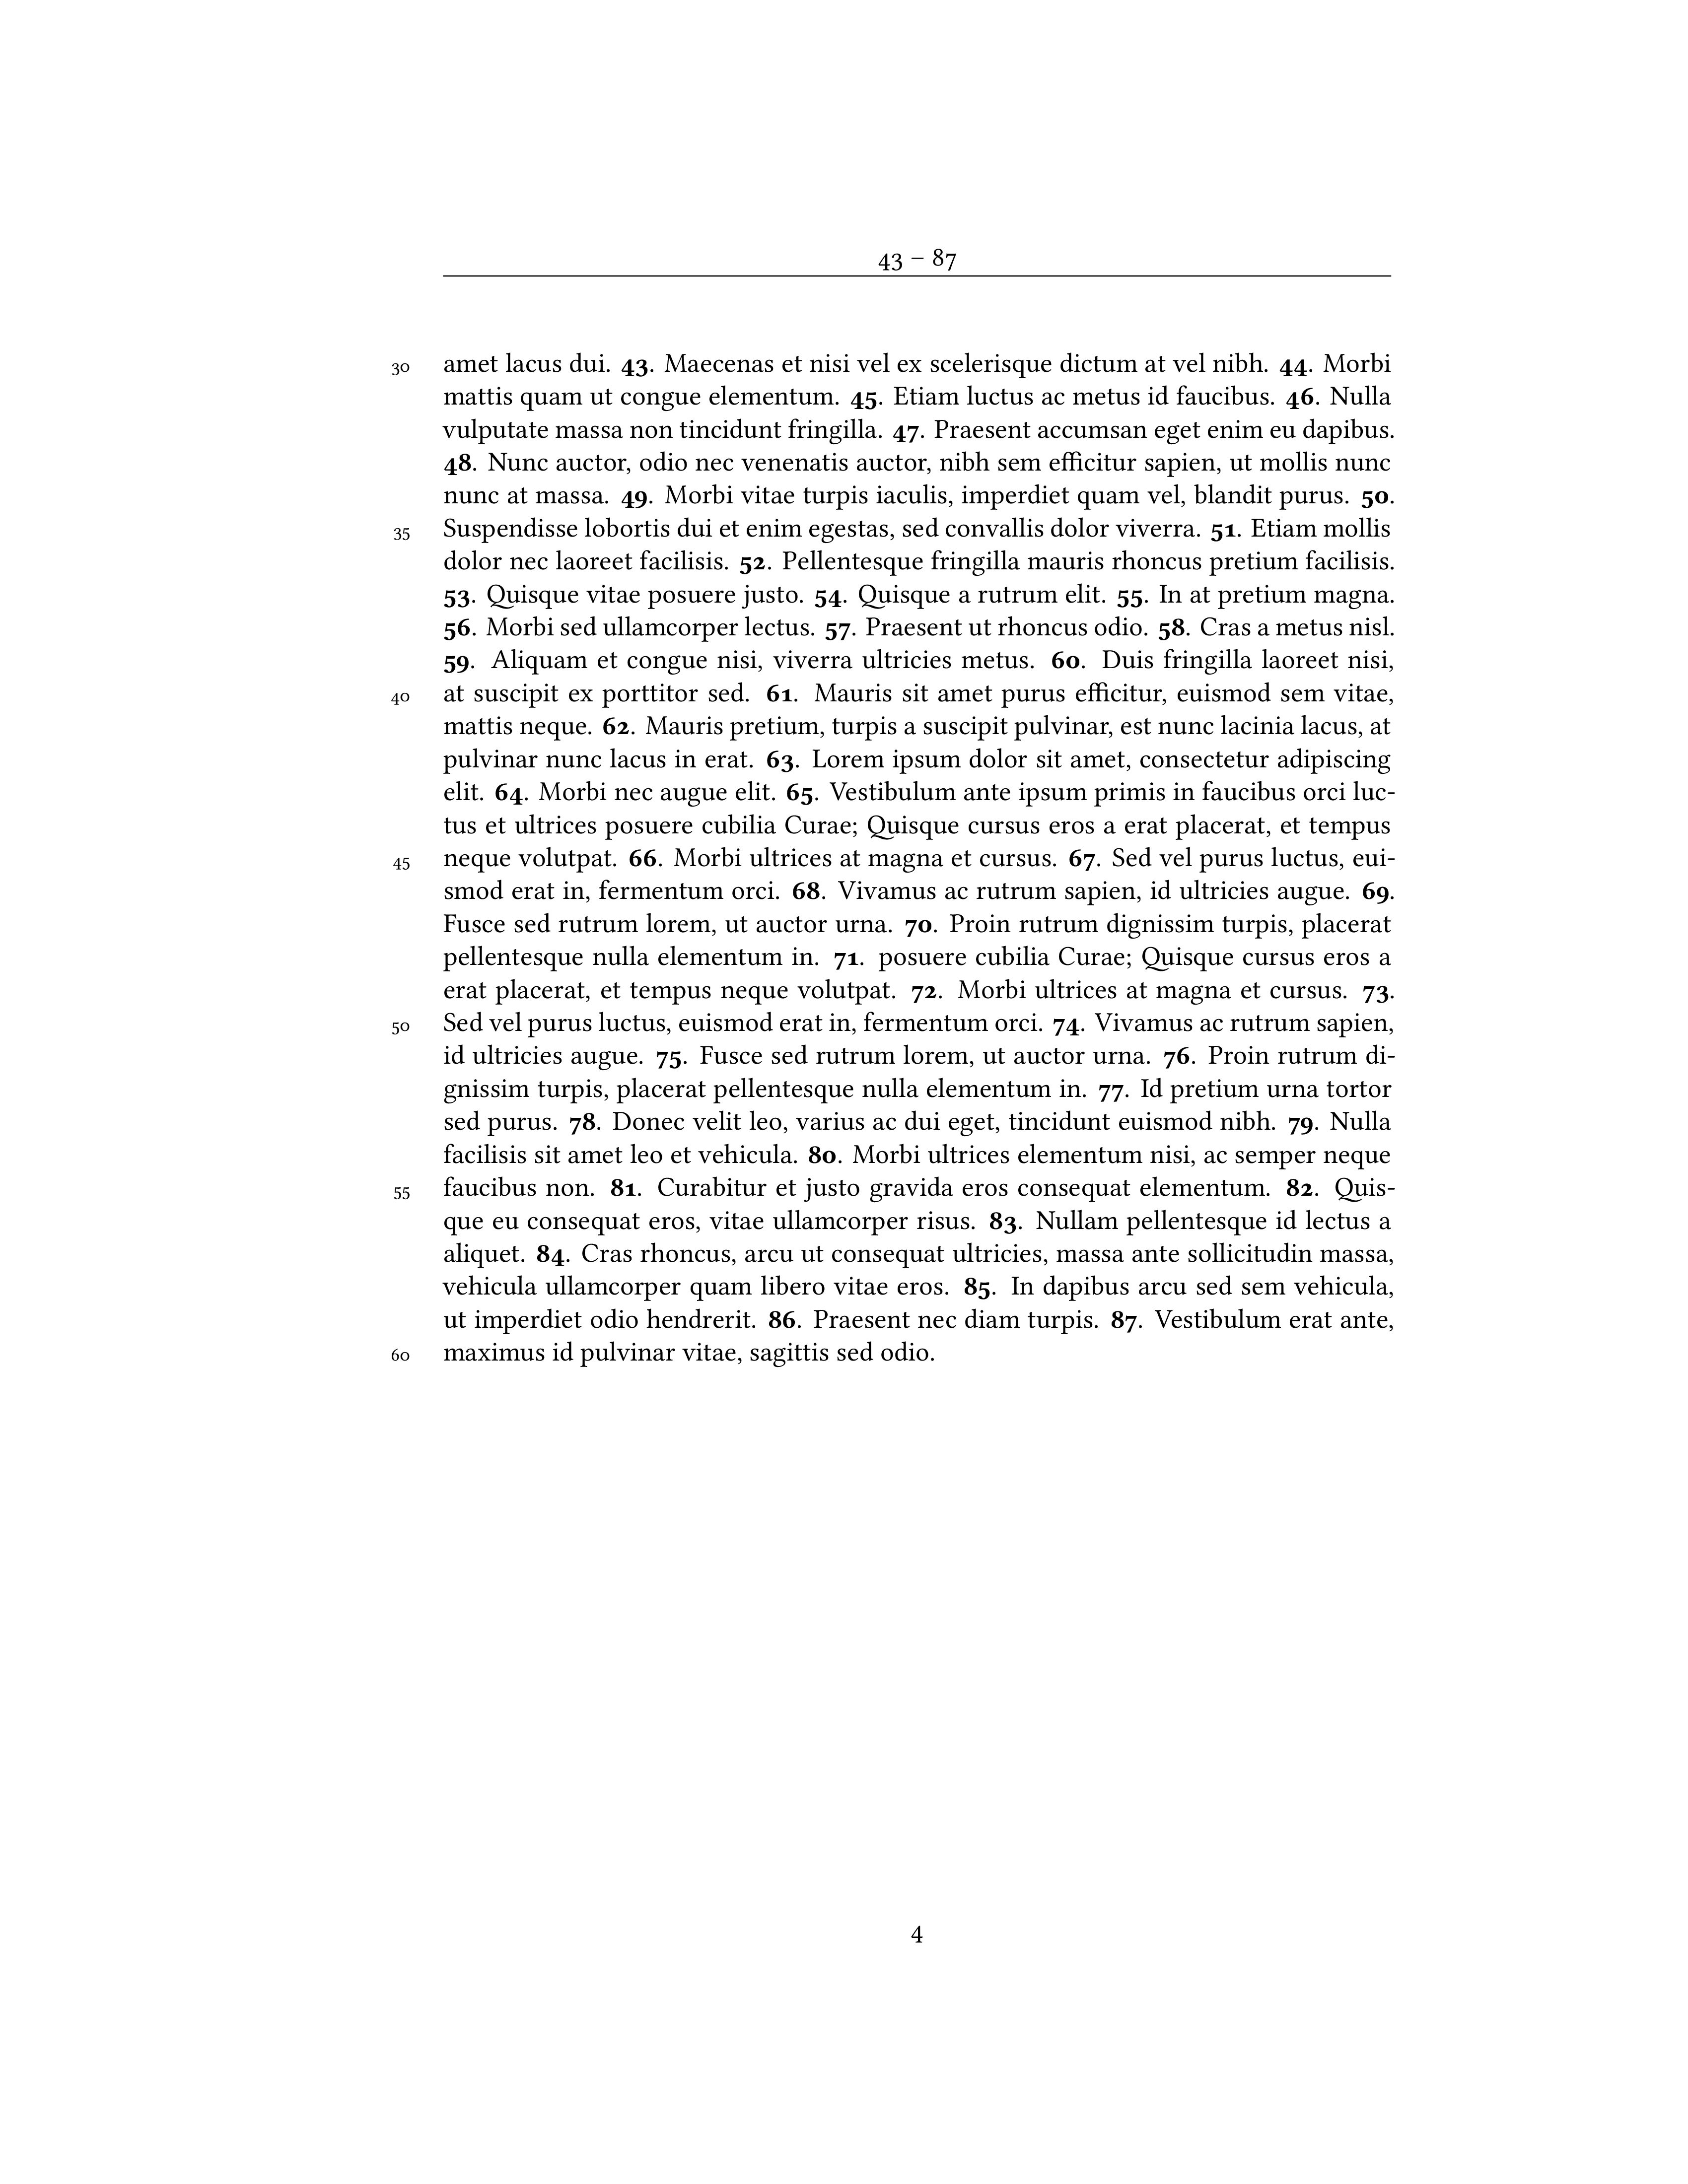 43 – 87
30 amet lacus dui. 43. Maecenas et nisi vel ex scelerisque dictum at vel nibh. 44. Morbi
mattis quam ut congue elementum. 45. Etiam luctus ac metus id faucibus. 46. Nulla
vulputate massa non tincidunt fringilla. 47. Praesent accumsan eget enim eu dapibus.
48. Nunc auctor, odio nec venenatis auctor, nibh sem efficitur sapien, ut mollis nunc
nunc at massa. 49. Morbi vitae turpis iaculis, imperdiet quam vel, blandit purus. 50.
35 Suspendisse lobortis dui et enim egestas, sed convallis dolor viverra. 51. Etiam mollis
dolor nec laoreet facilisis. 52. Pellentesque fringilla mauris rhoncus pretium facilisis.
53. Quisque vitae posuere justo. 54. Quisque a rutrum elit. 55. In at pretium magna.
56. Morbi sed ullamcorper lectus. 57. Praesent ut rhoncus odio. 58. Cras a metus nisl.
59. Aliquam et congue nisi, viverra ultricies metus. 60. Duis fringilla laoreet nisi,
40 at suscipit ex porttitor sed. 61. Mauris sit amet purus efficitur, euismod sem vitae,
mattis neque. 62. Mauris pretium, turpis a suscipit pulvinar, est nunc lacinia lacus, at
pulvinar nunc lacus in erat. 63. Lorem ipsum dolor sit amet, consectetur adipiscing
elit. 64. Morbi nec augue elit. 65. Vestibulum ante ipsum primis in faucibus orci luc-
tus et ultrices posuere cubilia Curae; Quisque cursus eros a erat placerat, et tempus
45 neque volutpat. 66. Morbi ultrices at magna et cursus. 67. Sed vel purus luctus, eui-
smod erat in, fermentum orci. 68. Vivamus ac rutrum sapien, id ultricies augue. 69.
Fusce sed rutrum lorem, ut auctor urna. 70. Proin rutrum dignissim turpis, placerat
pellentesque nulla elementum in. 71. posuere cubilia Curae; Quisque cursus eros a
erat placerat, et tempus neque volutpat. 72. Morbi ultrices at magna et cursus. 73.
50 Sed vel purus luctus, euismod erat in, fermentum orci. 74. Vivamus ac rutrum sapien,
id ultricies augue. 75. Fusce sed rutrum lorem, ut auctor urna. 76. Proin rutrum di-
gnissim turpis, placerat pellentesque nulla elementum in. 77. Id pretium urna tortor
sed purus. 78. Donec velit leo, varius ac dui eget, tincidunt euismod nibh. 79. Nulla
facilisis sit amet leo et vehicula. 80. Morbi ultrices elementum nisi, ac semper neque
55 faucibus non. 81. Curabitur et justo gravida eros consequat elementum. 82. Quis-
que eu consequat eros, vitae ullamcorper risus. 83. Nullam pellentesque id lectus a
aliquet. 84. Cras rhoncus, arcu ut consequat ultricies, massa ante sollicitudin massa,
vehicula ullamcorper quam libero vitae eros. 85. In dapibus arcu sed sem vehicula,
ut imperdiet odio hendrerit. 86. Praesent nec diam turpis. 87. Vestibulum erat ante,
60 maximus id pulvinar vitae, sagittis sed odio.
4